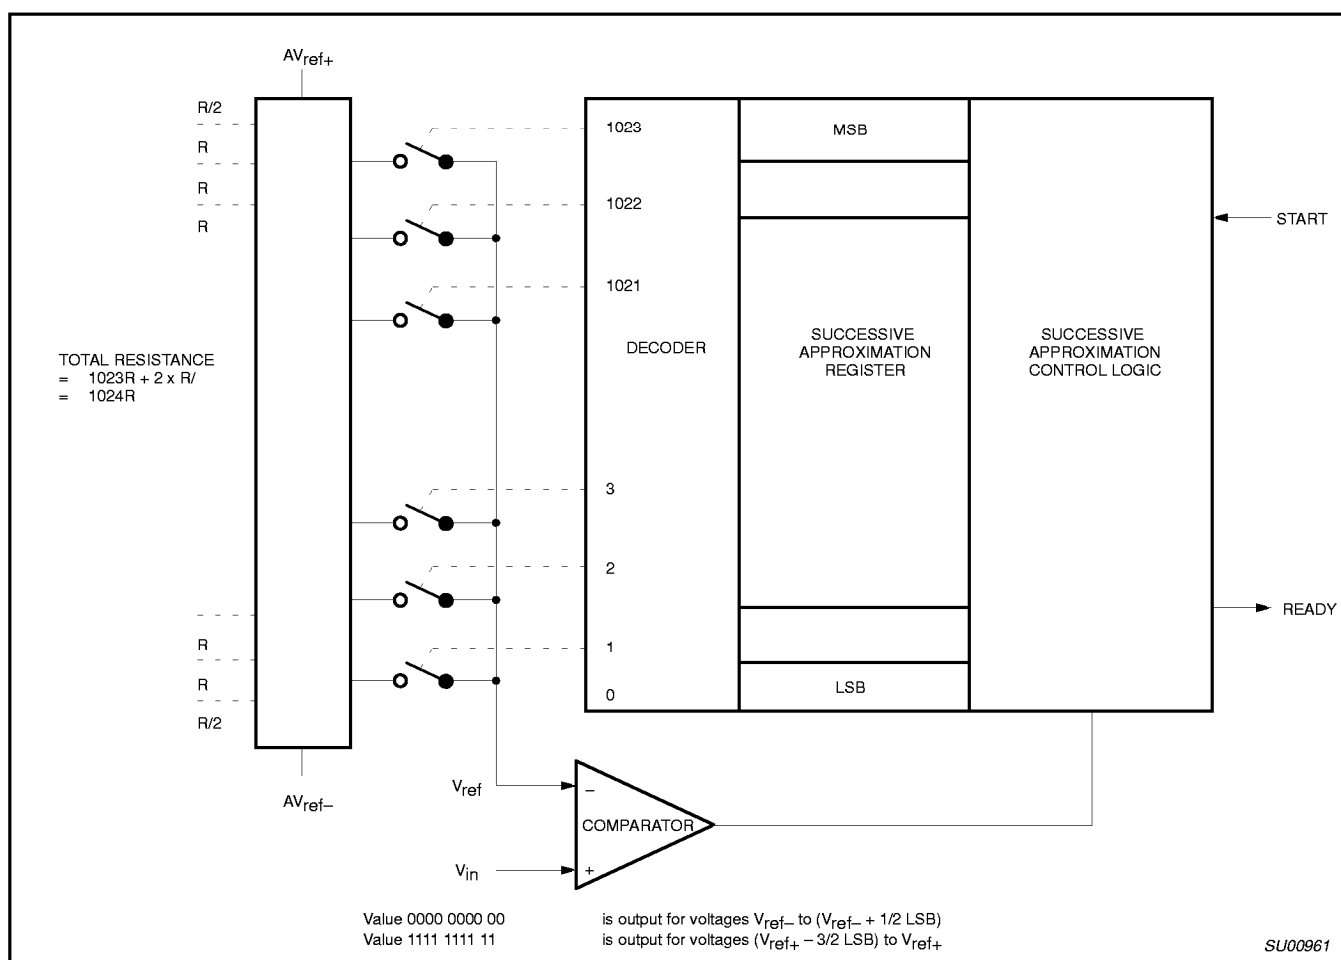 AVref+
R/2
R
R
R
1023
1022
1021
MSB
START
TOTAL RESISTANCE
= 1023R + 2 x R/
= 1024R
DECODER
SUCCESSIVE
APPROXIMATION
REGISTER
SUCCESSIVE
APPROXIMATION
CONTROL LOGIC
3
2
1
0
READY
R
R
R/2
LSB
AVref–
Vref
–
COMPARATOR
Vin
+
Value 0000 0000 00 is output for voltages Vref– to (Vref– + 1/2 LSB)
Value 1111 1111 11 is output for voltages (Vref+ – 3/2 LSB) to Vref+
SU00961